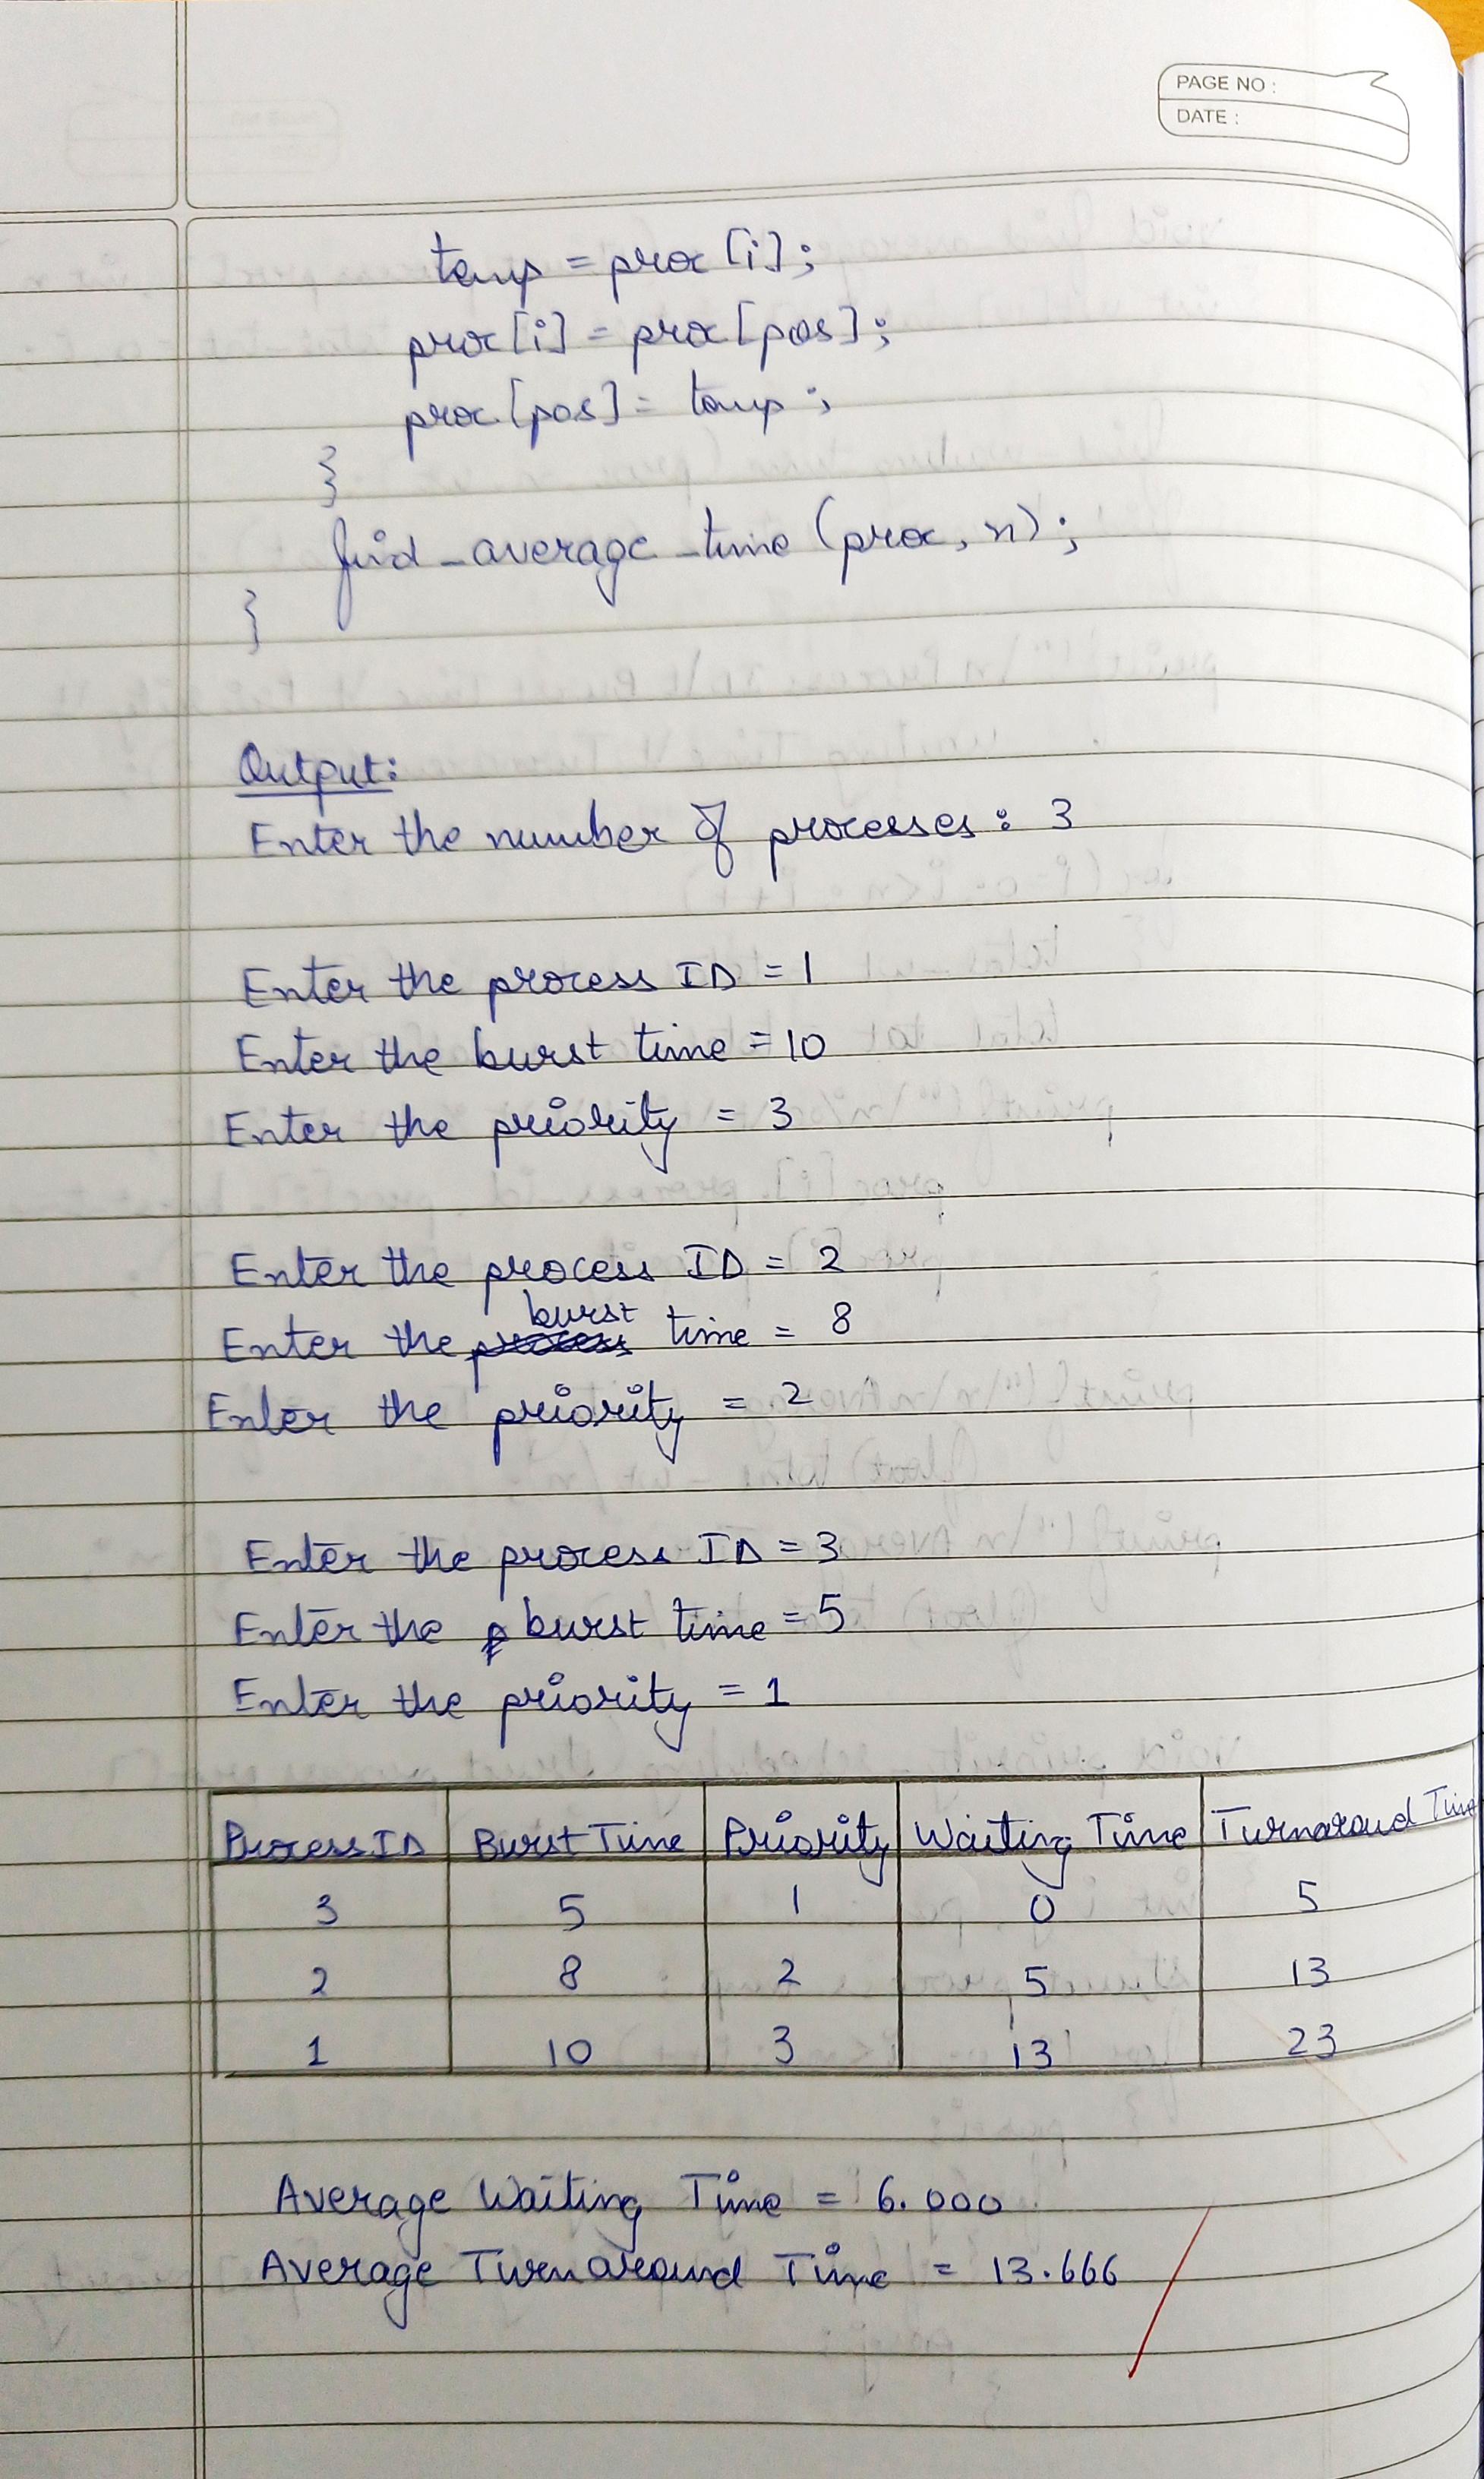 PAGE NO :
DATE :
temp = proc[i];
proc[i] = proc[pos];
proc[pos] = temp;
}
find_average_time (proc, n);
}
Output:
Enter the number of processes: 3
Enter the process ID = 1
Enter the burst time = 10
Enter the priority = 3
Enter the process ID = 2
Enter the burst time = 8
Enter the priority = 2
Enter the process ID = 3
Enter the burst time = 5
Enter the priority = 1
Process ID Burst Time Priority Waiting Time Turnaroud Time
3 5 1 0 5
2 8 2 5 13
1 10 3 13 23
Average Waiting Time = 6.000
Average Turnaround Time = 13.666